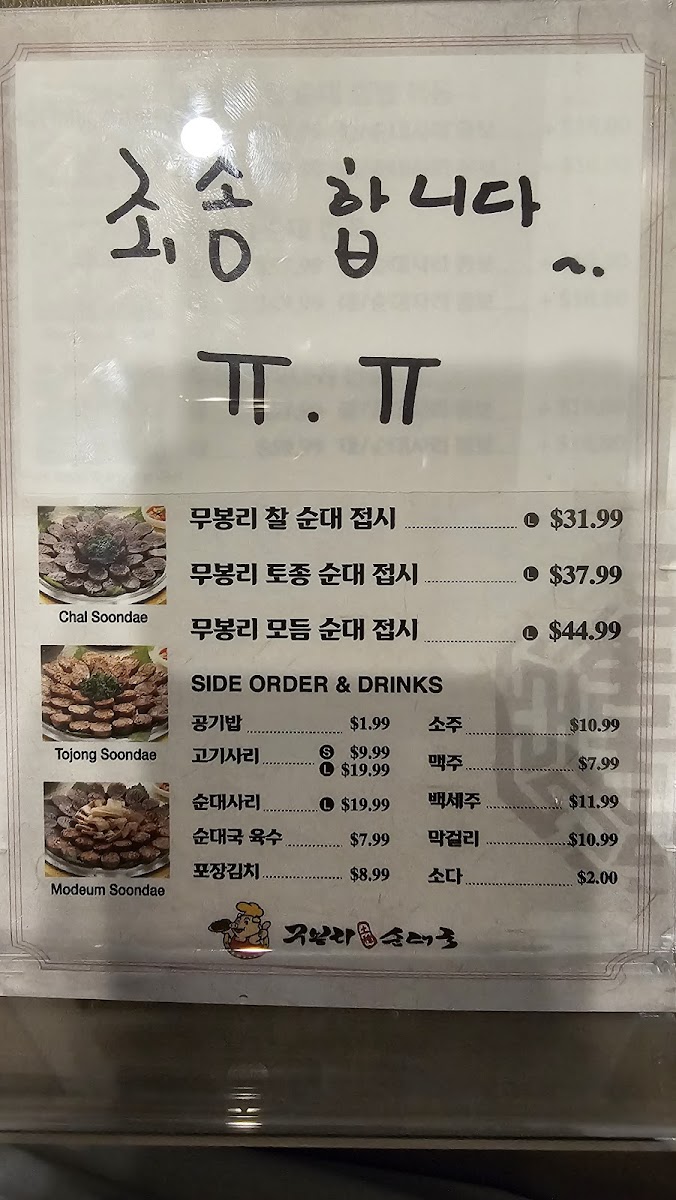 죄송 합니다
~..
ㅠ.ㅠ
무봉리 찰 순대 접시 L $31.99
무봉리 토종 순대 접시 L $37.99
무봉리 모듬 순대 접시 L $44.99
Chal Soondae
Tojong Soondae
Modeum Soondae
SIDE ORDER & DRINKS
공기밥 $1.99
고기사리 S $9.99
L $19.99
순대사리 L $19.99
순대국 육수 $7.99
포장김치 $8.99
소주 $10.99
맥주 $7.99
백세주 $11.99
막걸리 $10.99
소다 $2.00
무봉리 순대국